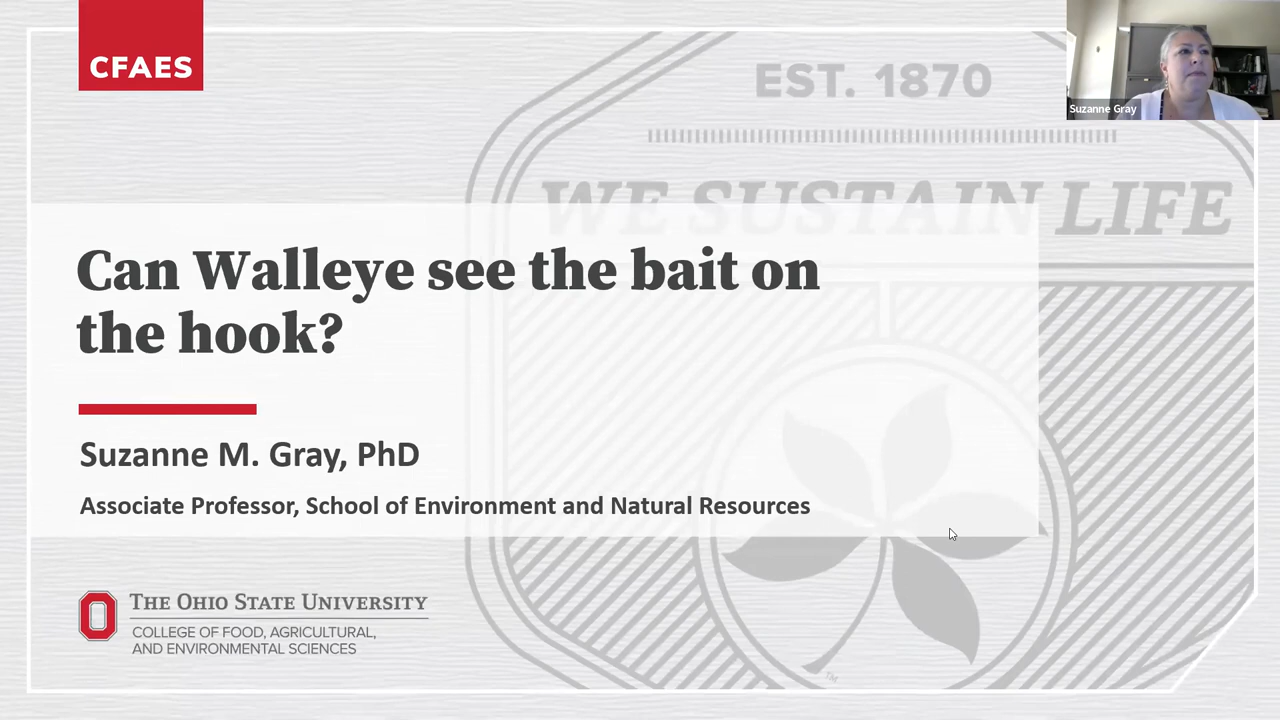 CFAES
EST. 1870
Suzanne Gray
WE SUSTAIN LIFE
Can Walleye see the bait on
the hook?
Suzanne M. Gray, PhD
Associate Professor, School of Environment and Natural Resources
THE OHIO STATE UNIVERSITY
COLLEGE OF FOOD, AGRICULTURAL,
AND ENVIRONMENTAL SCIENCES
TM